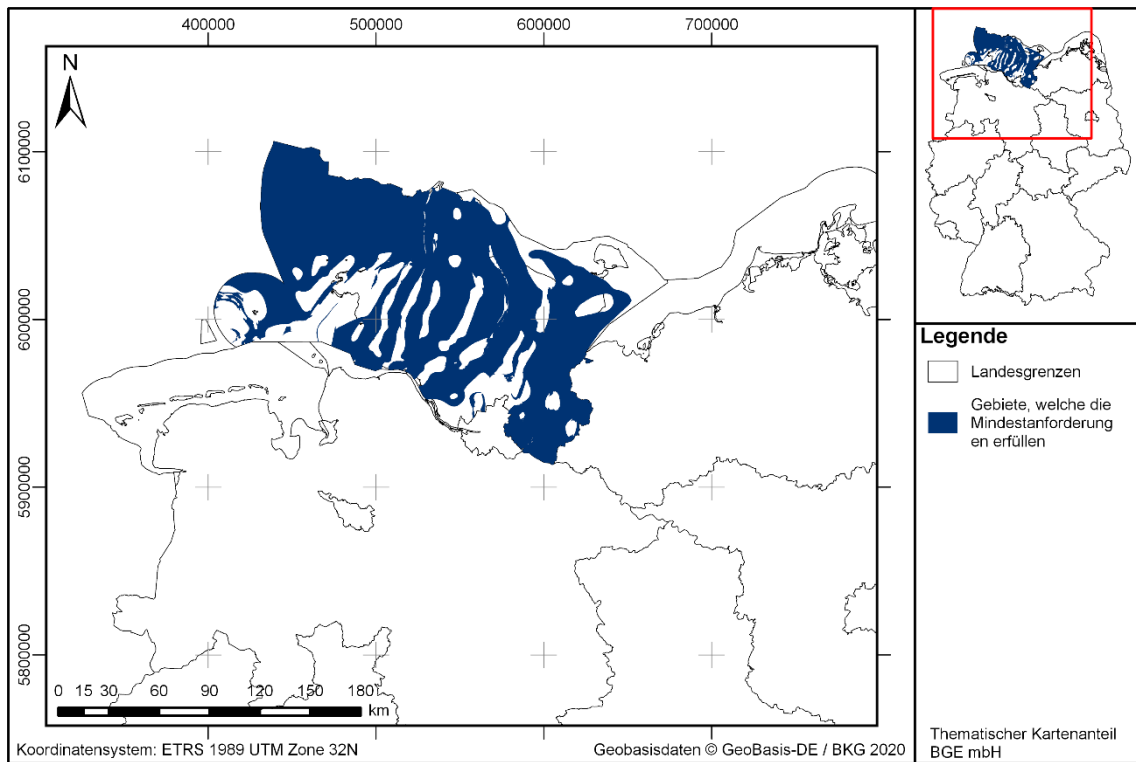 400000
500000
600000
700000
N
6100000
6000000
5900000
5800000
0 15 30 60 90 120 150 180
km
Koordinatensystem: ETRS 1989 UTM Zone 32N
Geobasisdaten © GeoBasis-DE / BKG 2020
Legende
Landesgrenzen
Gebiete, welche die
Mindestanforderung
en erfüllen
Thematischer Kartenanteil
BGE mbH